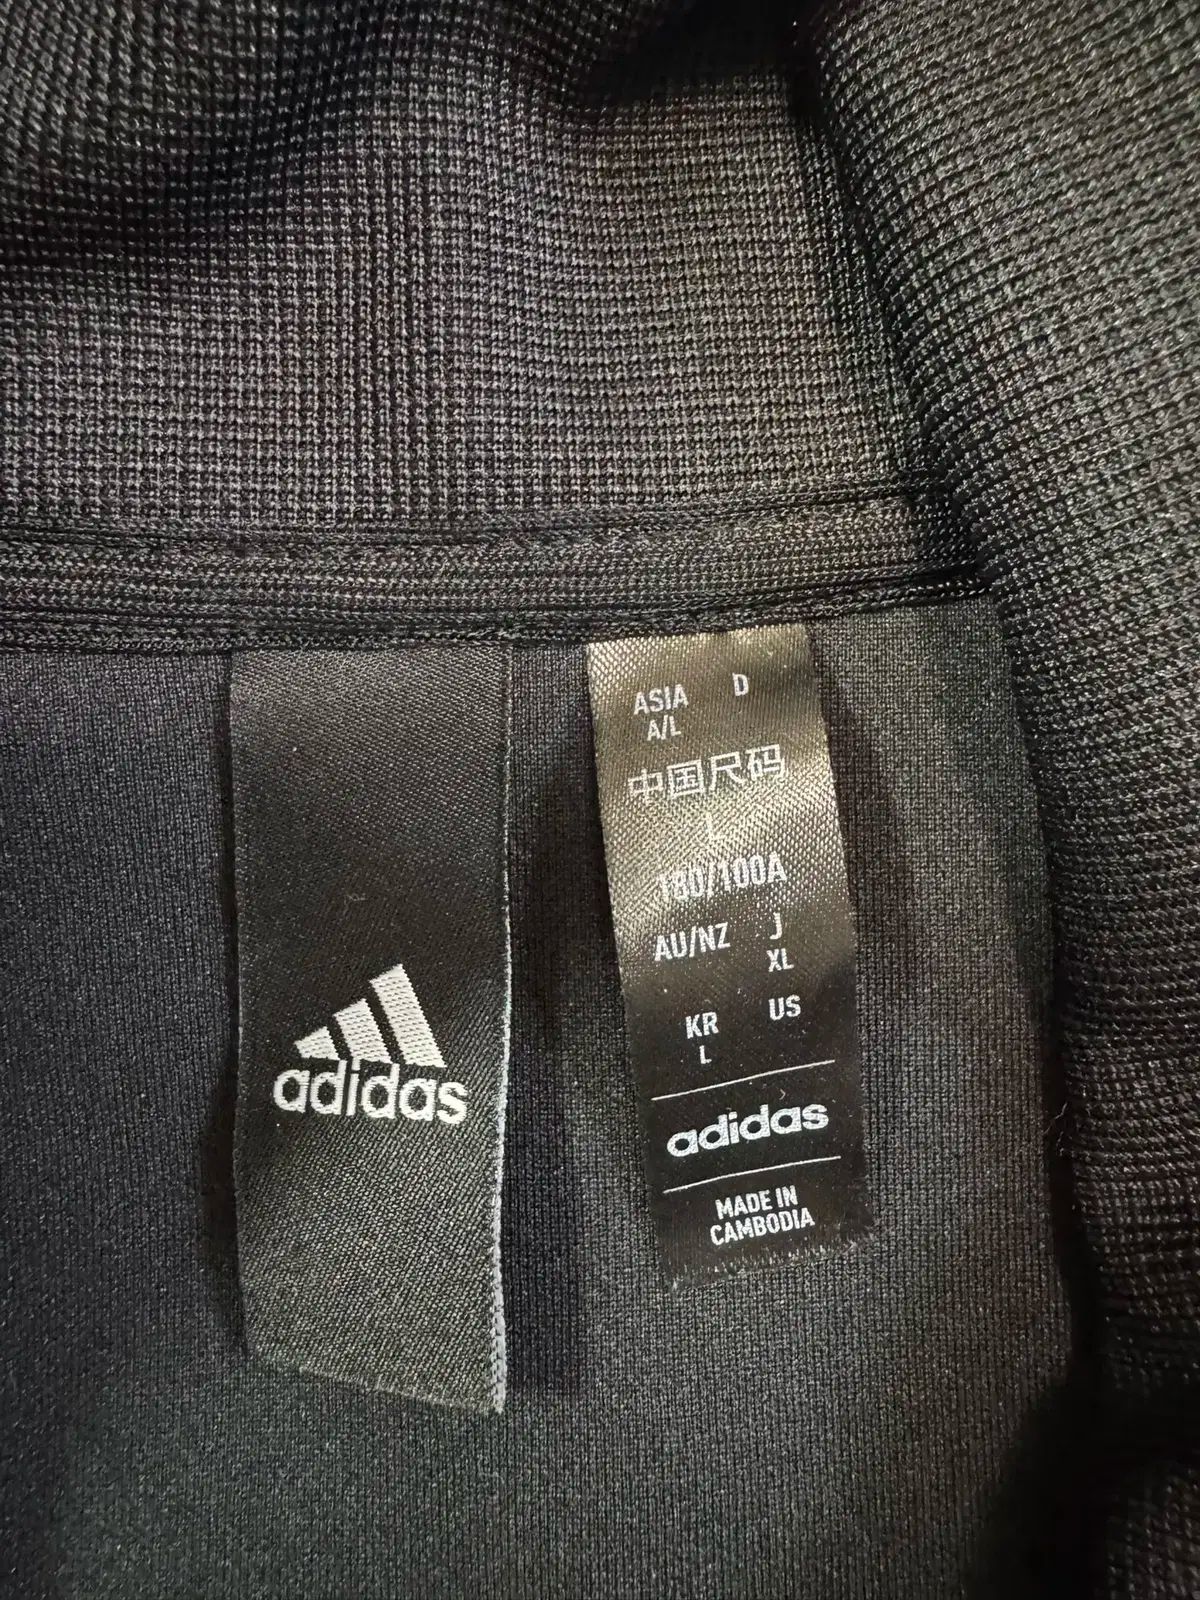 adidas
ASIA D
A/L
中国尺码
L
180/100A
AU/NZ J
XL
KR US
L
adidas
MADE IN
CAMBODIA